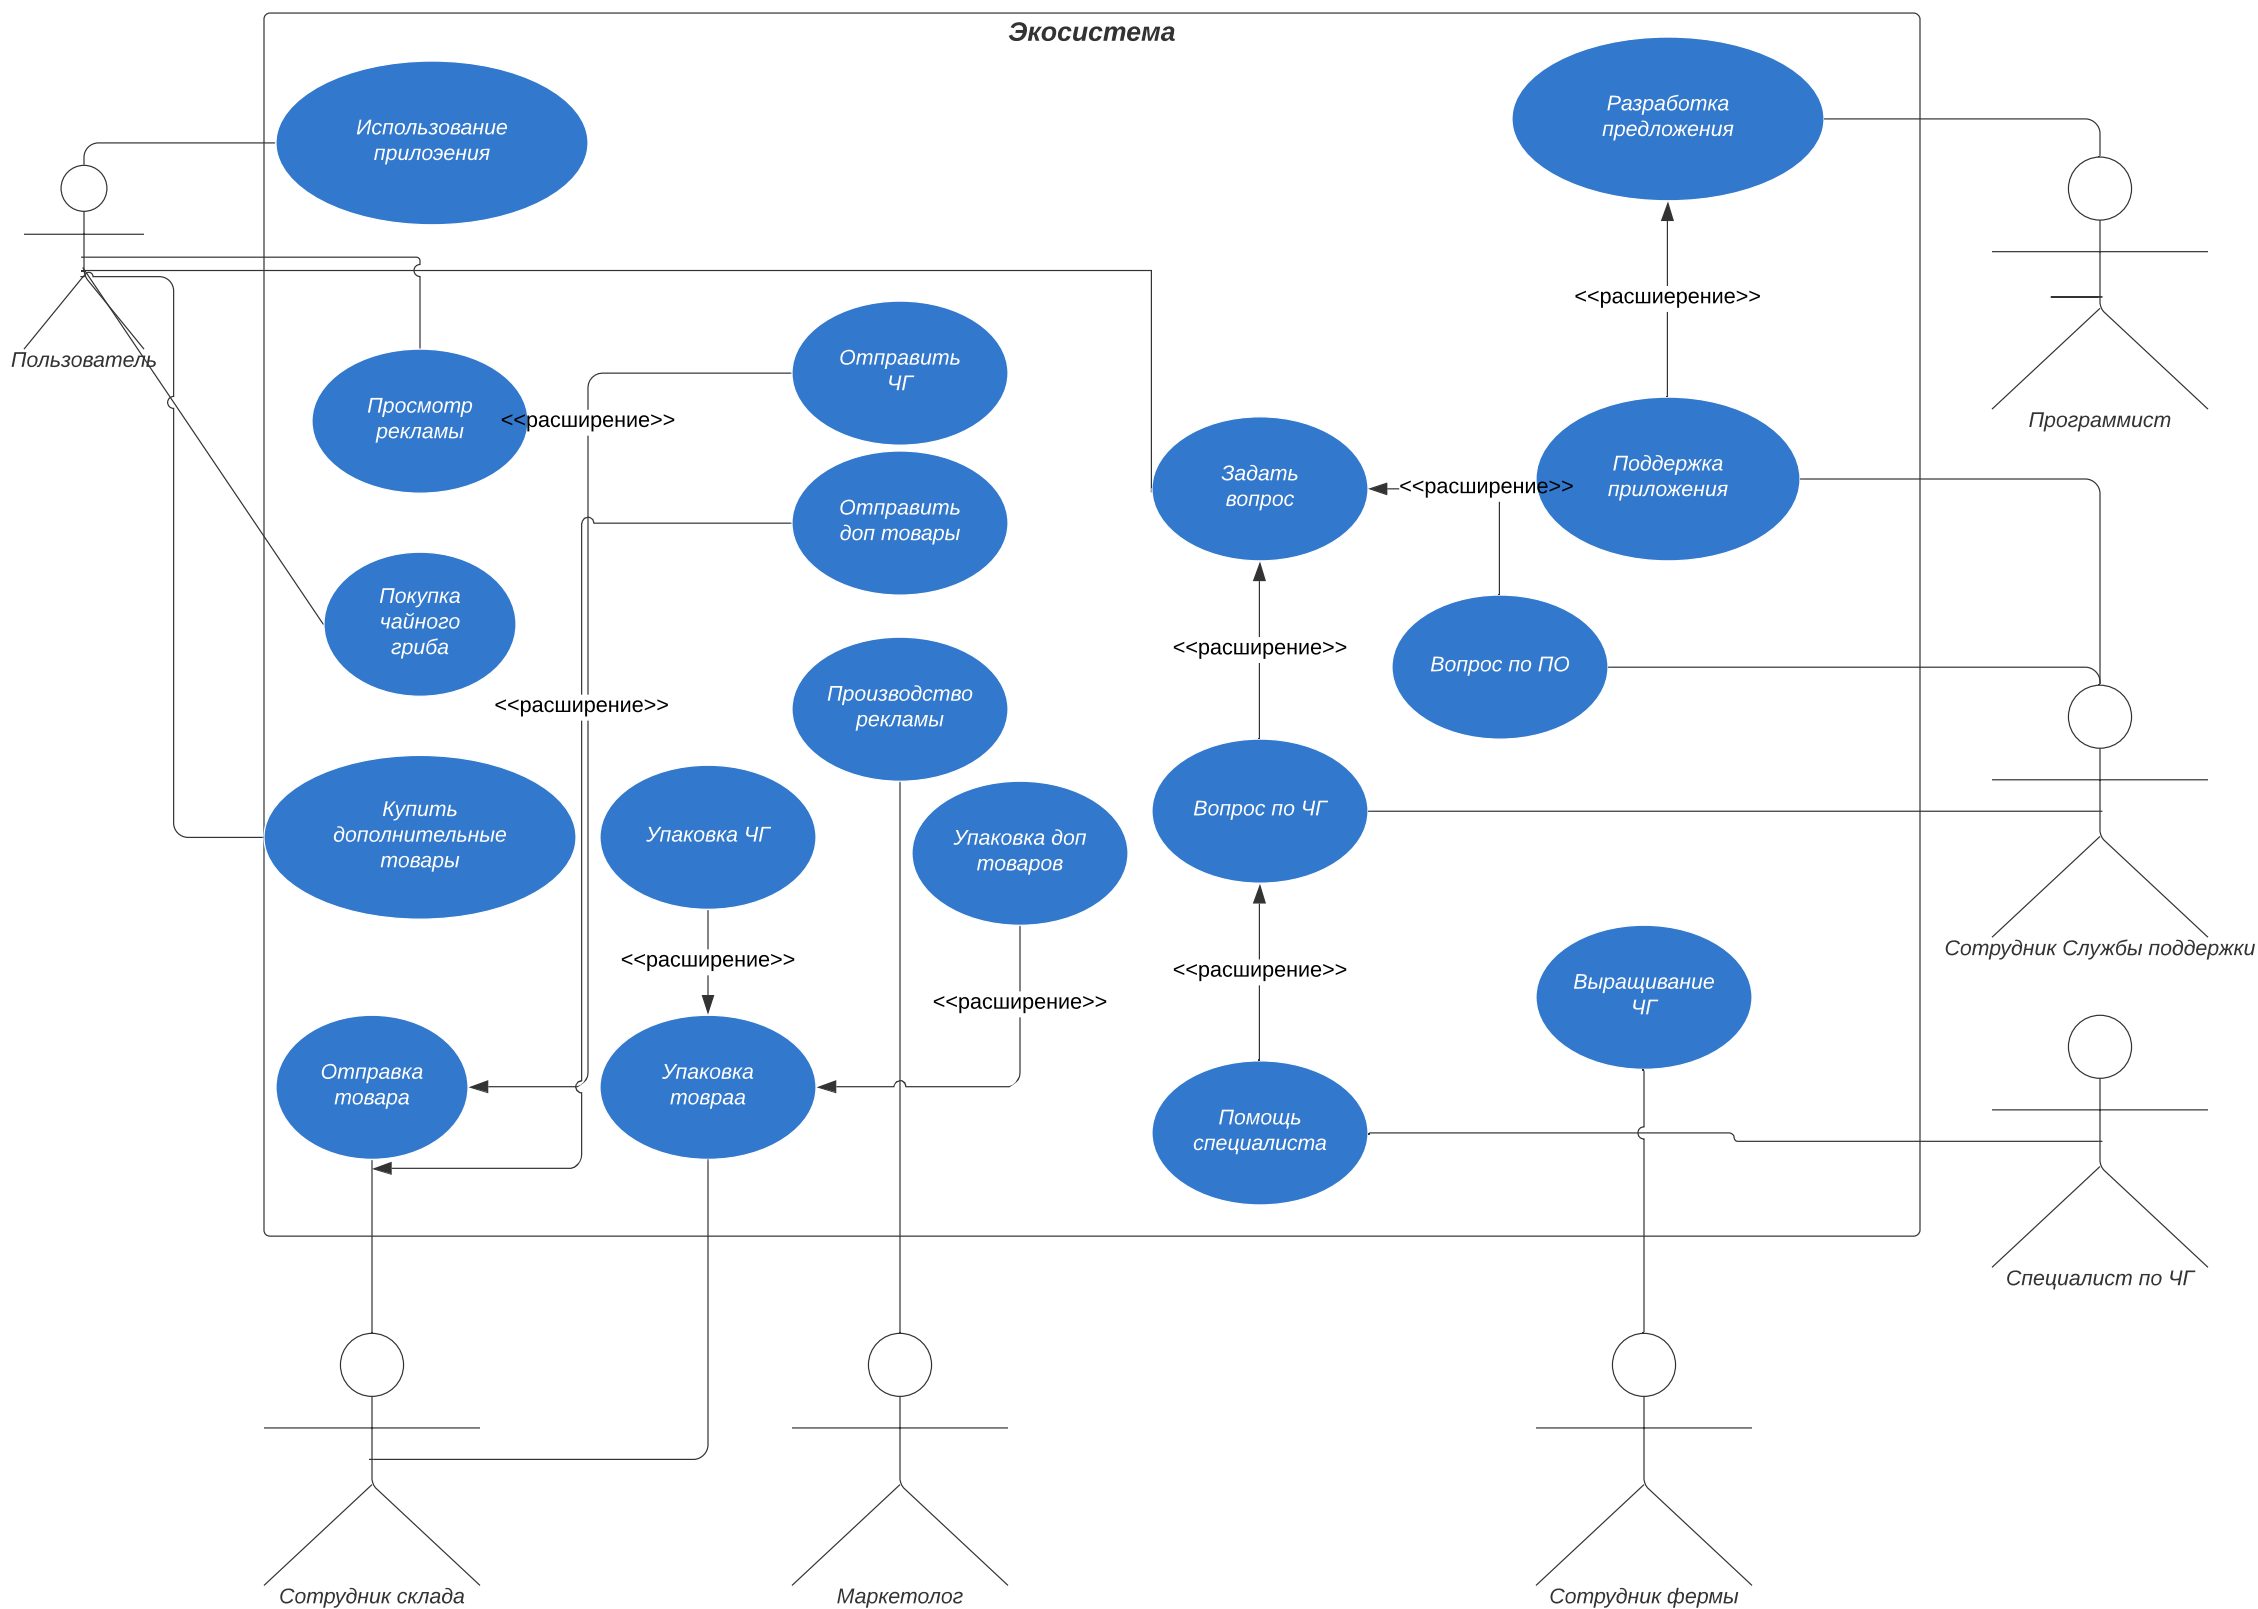 Экосистема
Использование
прилоэения
Разработка
предложения
<<расшиерение>>
Пользователь
Отправить
ЧГ
Просмотр
рекламы
<<расширение>>
Программист
Задать
вопрос
<<расширение>>
Поддержка
приложения
Отправить
доп товары
Покупка
чайного
гриба
<<расширение>>
Вопрос по ПО
<<расширение>>
Производство
рекламы
Купить
дополнительные
товары
Упаковка ЧГ
Упаковка доп
товаров
Вопрос по ЧГ
Сотрудник Службы поддержки
<<расширение>>
<<расширение>>
<<расширение>>
Выращивание
ЧГ
Отправка
товара
Упаковка
товраа
Помощь
специалиста
Специалист по ЧГ
Сотрудник склада
Маркетолог
Сотрудник фермы